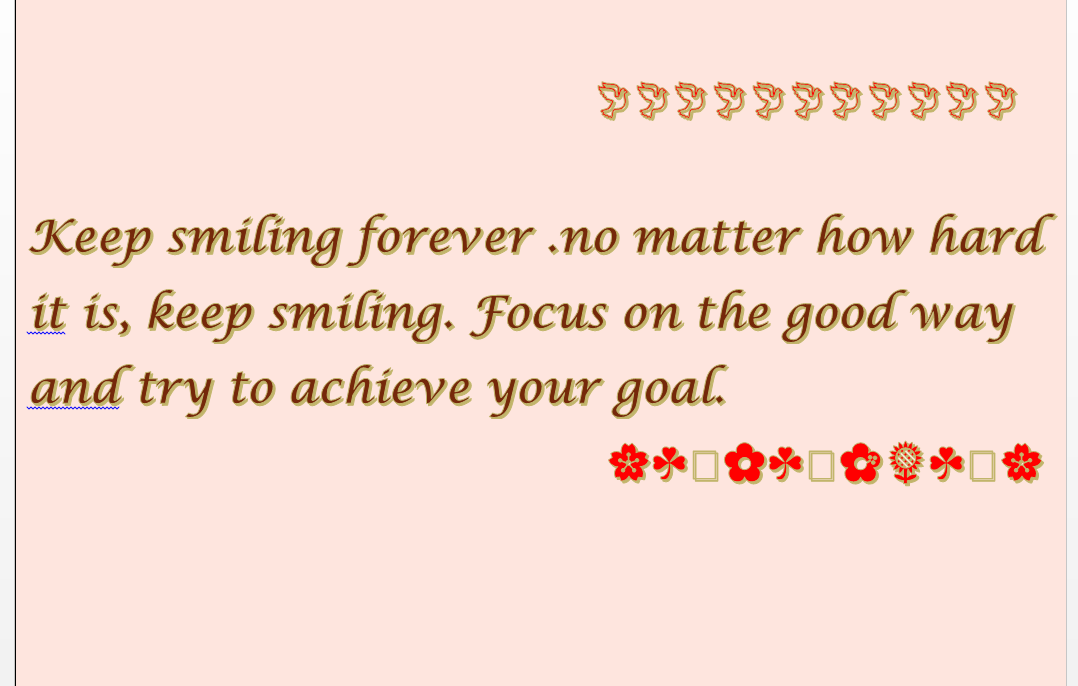 🕊🕊🕊🕊🕊🕊🕊🕊🕊🕊🕊
Keep smiling forever .no matter how hard
it is, keep smiling. Focus on the good way
and try to achieve your goal.
🌸☘□🌼☘□🌺🌻☘□🌸